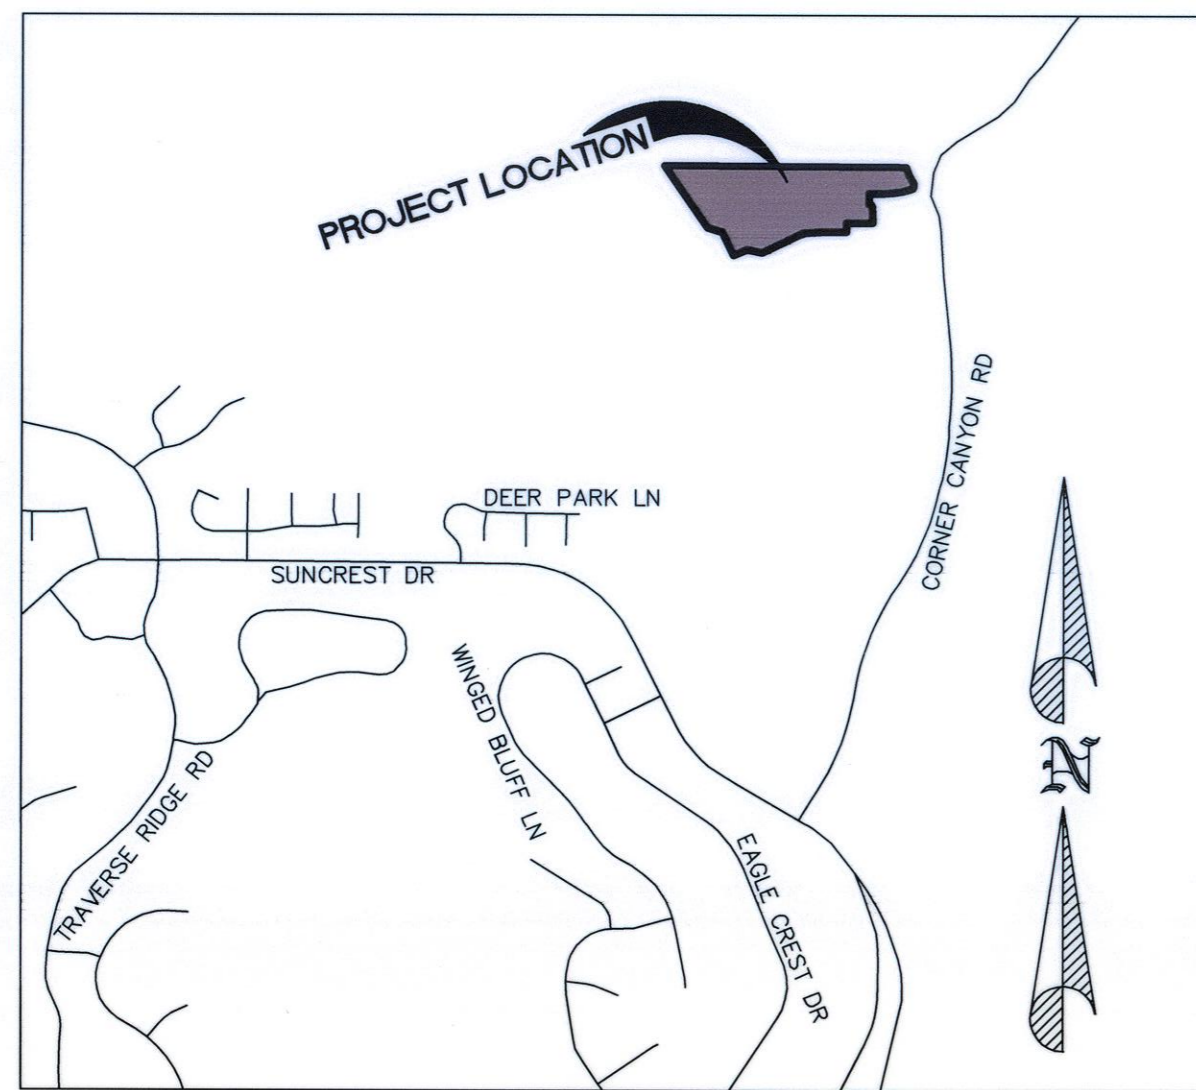 PROJECT LOCATION
CORNER CANYON RD
DEER PARK LN
SUNCREST DR
WINGED BLUFF LN
TRAVERSE RIDGE RD
EAGLE CREST DR
N